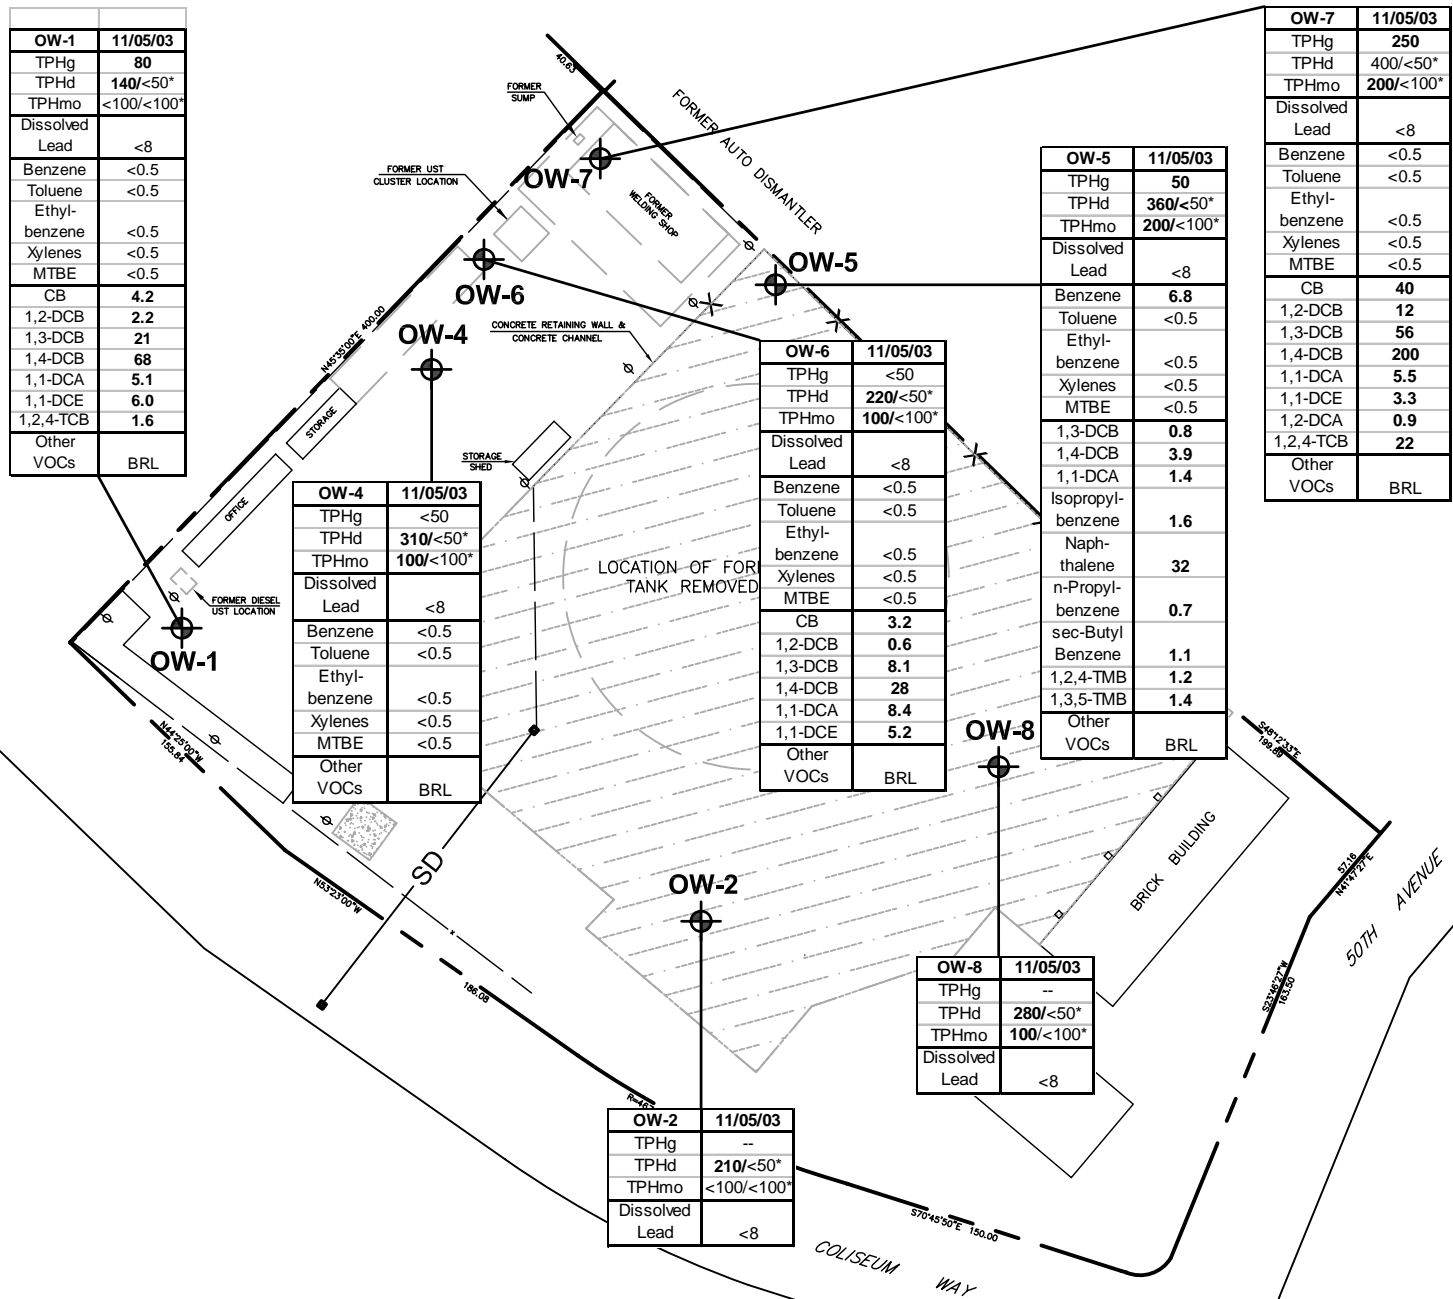 OW-1 11/05/03
TPHg 80
TPHd 140/<50*
TPHmo <100/<100*
Dissolved
Lead <8
Benzene <0.5
Toluene <0.5
Ethyl-
benzene <0.5
Xylenes <0.5
MTBE <0.5
CB 4.2
1,2-DCB 2.2
1,3-DCB 21
1,4-DCB 68
1,1-DCA 5.1
1,1-DCE 6.0
1,2,4-TCB 1.6
Other
VOCs BRL
OW-7 11/05/03
TPHg 250
TPHd 400/<50*
TPHmo 200/<100*
Dissolved
Lead <8
Benzene <0.5
Toluene <0.5
Ethyl-
benzene <0.5
Xylenes <0.5
MTBE <0.5
CB 40
1,2-DCB 12
1,3-DCB 56
1,4-DCB 200
1,1-DCA 5.5
1,1-DCE 3.3
1,2-DCA 0.9
1,2,4-TCB 22
Other
VOCs BRL
40.63
FORMER
SUMP
FORMER AUTO DISMANTLER
FORMER UST
CLUSTER LOCATION
OW-7
FORMER
WELDING SHOP
OW-5
OW-6
OW-4
CONCRETE RETAINING WALL &
CONCRETE CHANNEL
N45°35'00"E 400.00
OW-5 11/05/03
TPHg 50
TPHd 360/<50*
TPHmo 200/<100*
Dissolved
Lead <8
Benzene 6.8
Toluene <0.5
Ethyl-
benzene <0.5
Xylenes <0.5
MTBE <0.5
1,3-DCB 0.8
1,4-DCB 3.9
1,1-DCA 1.4
Isopropyl-
benzene 1.6
Naph-
thalene 32
n-Propyl-
benzene 0.7
sec-Butyl
Benzene 1.1
1,2,4-TMB 1.2
1,3,5-TMB 1.4
Other
VOCs BRL
OW-6 11/05/03
TPHg <50
TPHd 220/<50*
TPHmo 100/<100*
Dissolved
Lead <8
Benzene <0.5
Toluene <0.5
Ethyl-
benzene <0.5
Xylenes <0.5
MTBE <0.5
CB 3.2
1,2-DCB 0.6
1,3-DCB 8.1
1,4-DCB 28
1,1-DCA 8.4
1,1-DCE 5.2
Other
VOCs BRL
STORAGE
STORAGE
SHED
OFFICE
OW-4 11/05/03
TPHg <50
TPHd 310/<50*
TPHmo 100/<100*
Dissolved
Lead <8
Benzene <0.5
Toluene <0.5
Ethyl-
benzene <0.5
Xylenes <0.5
MTBE <0.5
Other
VOCs BRL
LOCATION OF
TANK REMOVED
FORMER DIESEL
UST LOCATION
OW-1
N44°25'00"W
155.84
OW-8
S48°12'33"E
199.89
BRICK BUILDING
57.16
N41°47'27"E
50TH AVENUE
SD
N53°23'00"W
OW-2
186.08
S23°46'27"W
163.50
OW-8 11/05/03
TPHg --
TPHd 280/<50*
TPHmo 100/<100*
Dissolved
Lead <8
OW-2 11/05/03
TPHg --
TPHd 210/<50*
TPHmo <100/<100*
Dissolved
Lead <8
S70°45'50"E 150.00
COLISEUM WAY